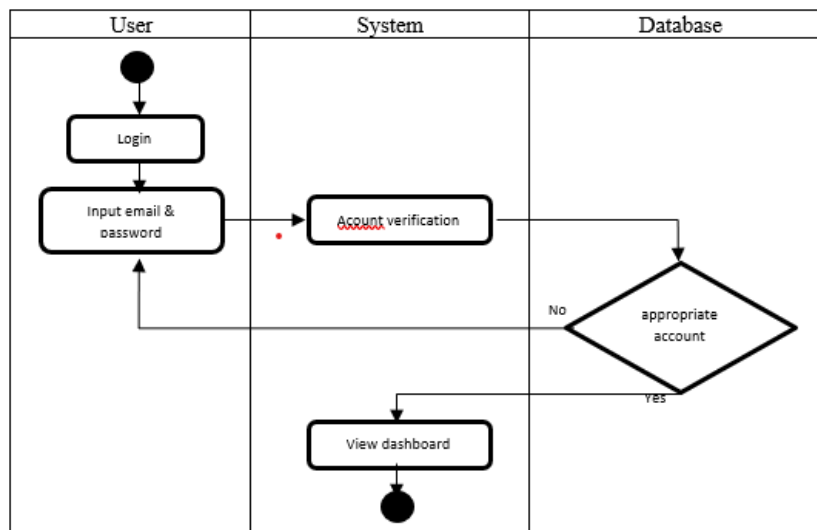 User
System
Database
Login
Input email &
password
Acount verification
appropriate
account
No
Yes
View dashboard